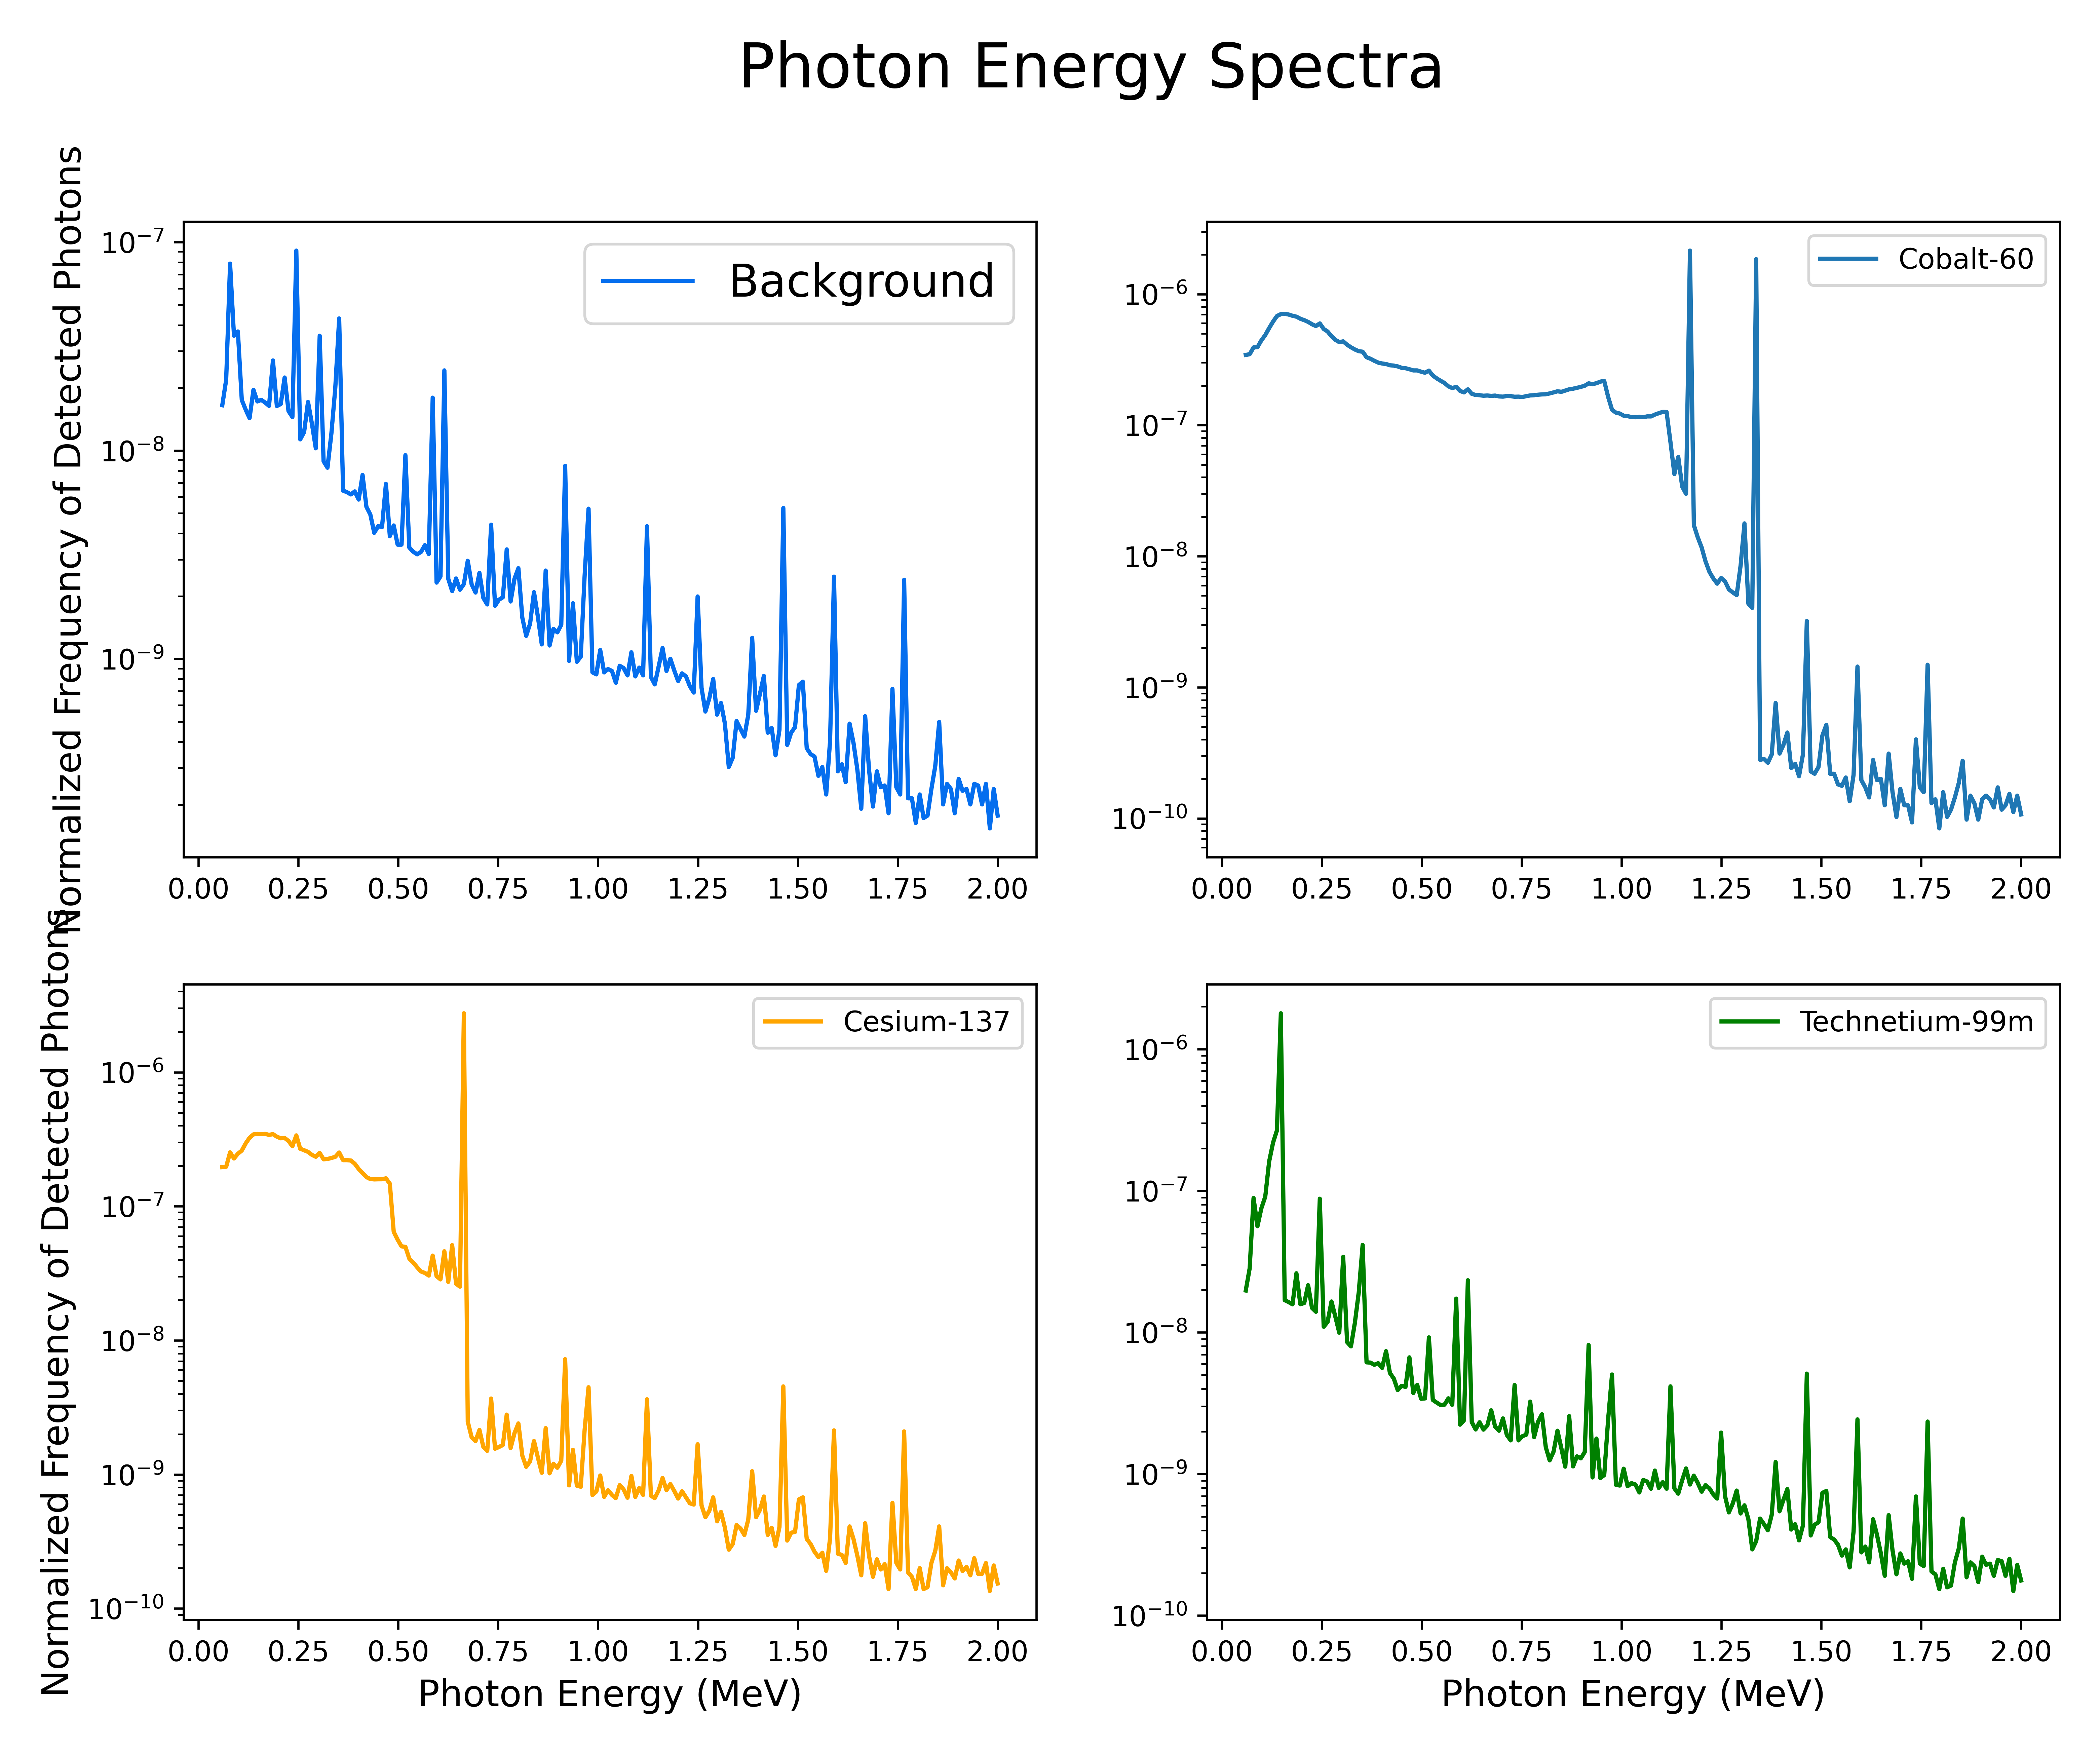 Photon Energy Spectra
Normalized Frequency of Detected Photons
10⁻⁷
10⁻⁸
10⁻⁹
Background
0.00 0.25 0.50 0.75 1.00 1.25 1.50 1.75 2.00
10⁻⁶
10⁻⁷
10⁻⁸
10⁻⁹
10⁻¹⁰
Cobalt-60
0.00 0.25 0.50 0.75 1.00 1.25 1.50 1.75 2.00
Normalized Frequency of Detected Photons
10⁻⁶
10⁻⁷
10⁻⁸
10⁻⁹
10⁻¹⁰
Cesium-137
0.00 0.25 0.50 0.75 1.00 1.25 1.50 1.75 2.00
Photon Energy (MeV)
10⁻⁶
10⁻⁷
10⁻⁸
10⁻⁹
10⁻¹⁰
Technetium-99m
0.00 0.25 0.50 0.75 1.00 1.25 1.50 1.75 2.00
Photon Energy (MeV)